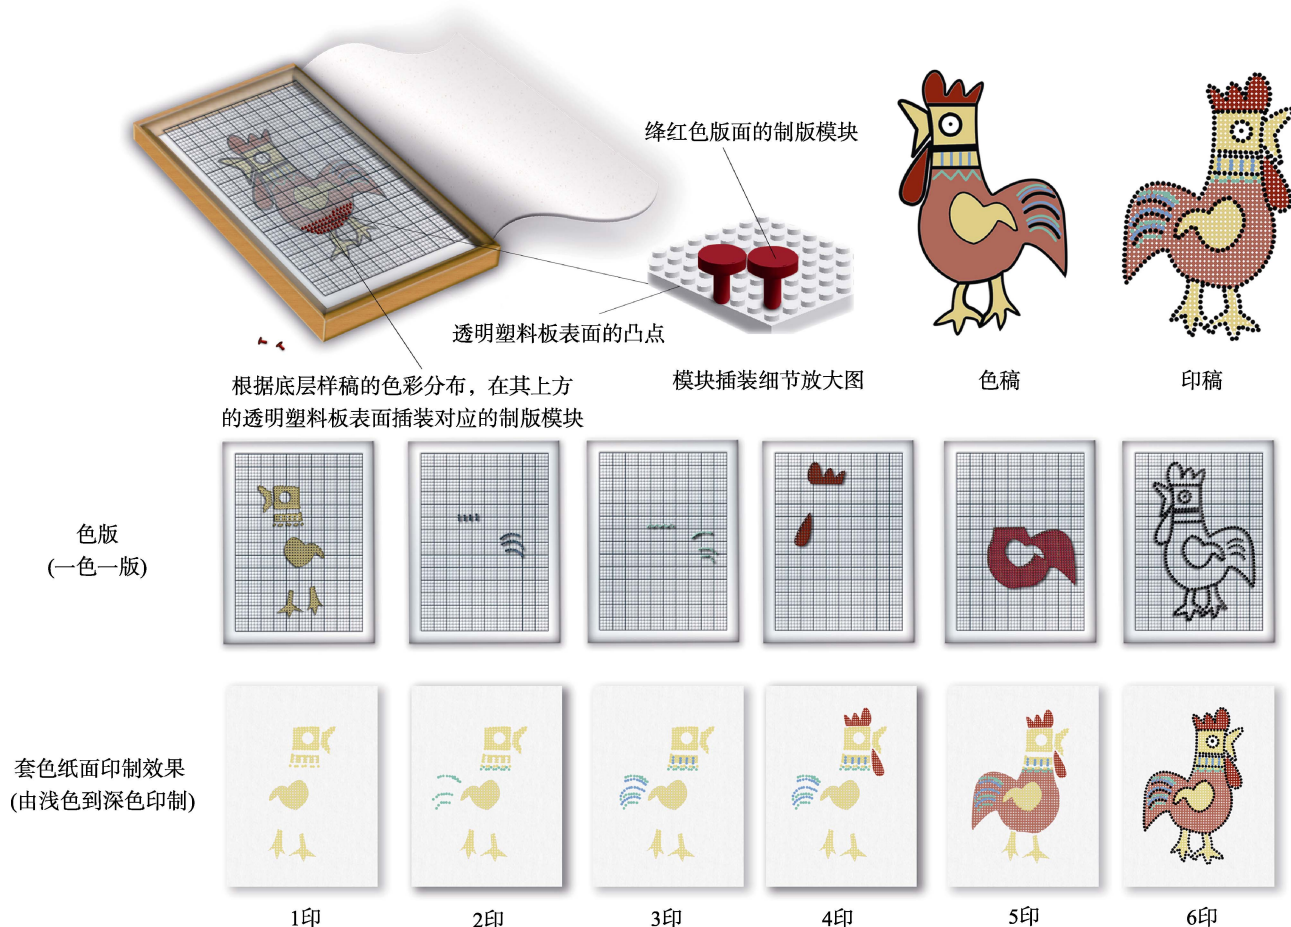 绛红色版面的制版模块
透明塑料板表面的凸点
根据底层样稿的色彩分布，在其上方
的透明塑料板表面插装对应的制版模块
模块插装细节放大图
色稿
印稿
色版
(一色一版)
套色纸面印制效果
(由浅色到深色印制)
1印
2印
3印
4印
5印
6印